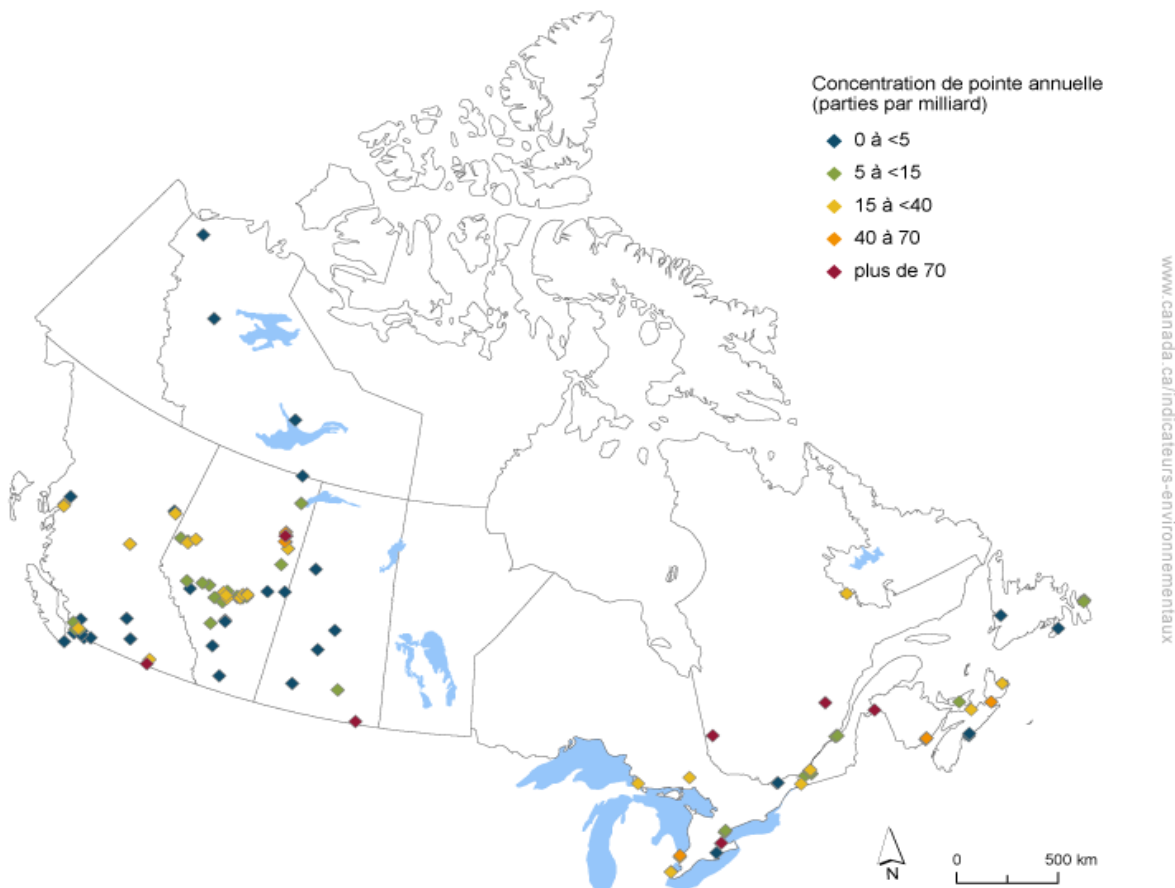 Concentration de pointe annuelle
(parties par milliard)
0 à <5
5 à <15
15 à <40
40 à 70
plus de 70
www.canada.ca/indicateurs-environnementaux
N
0 500 km